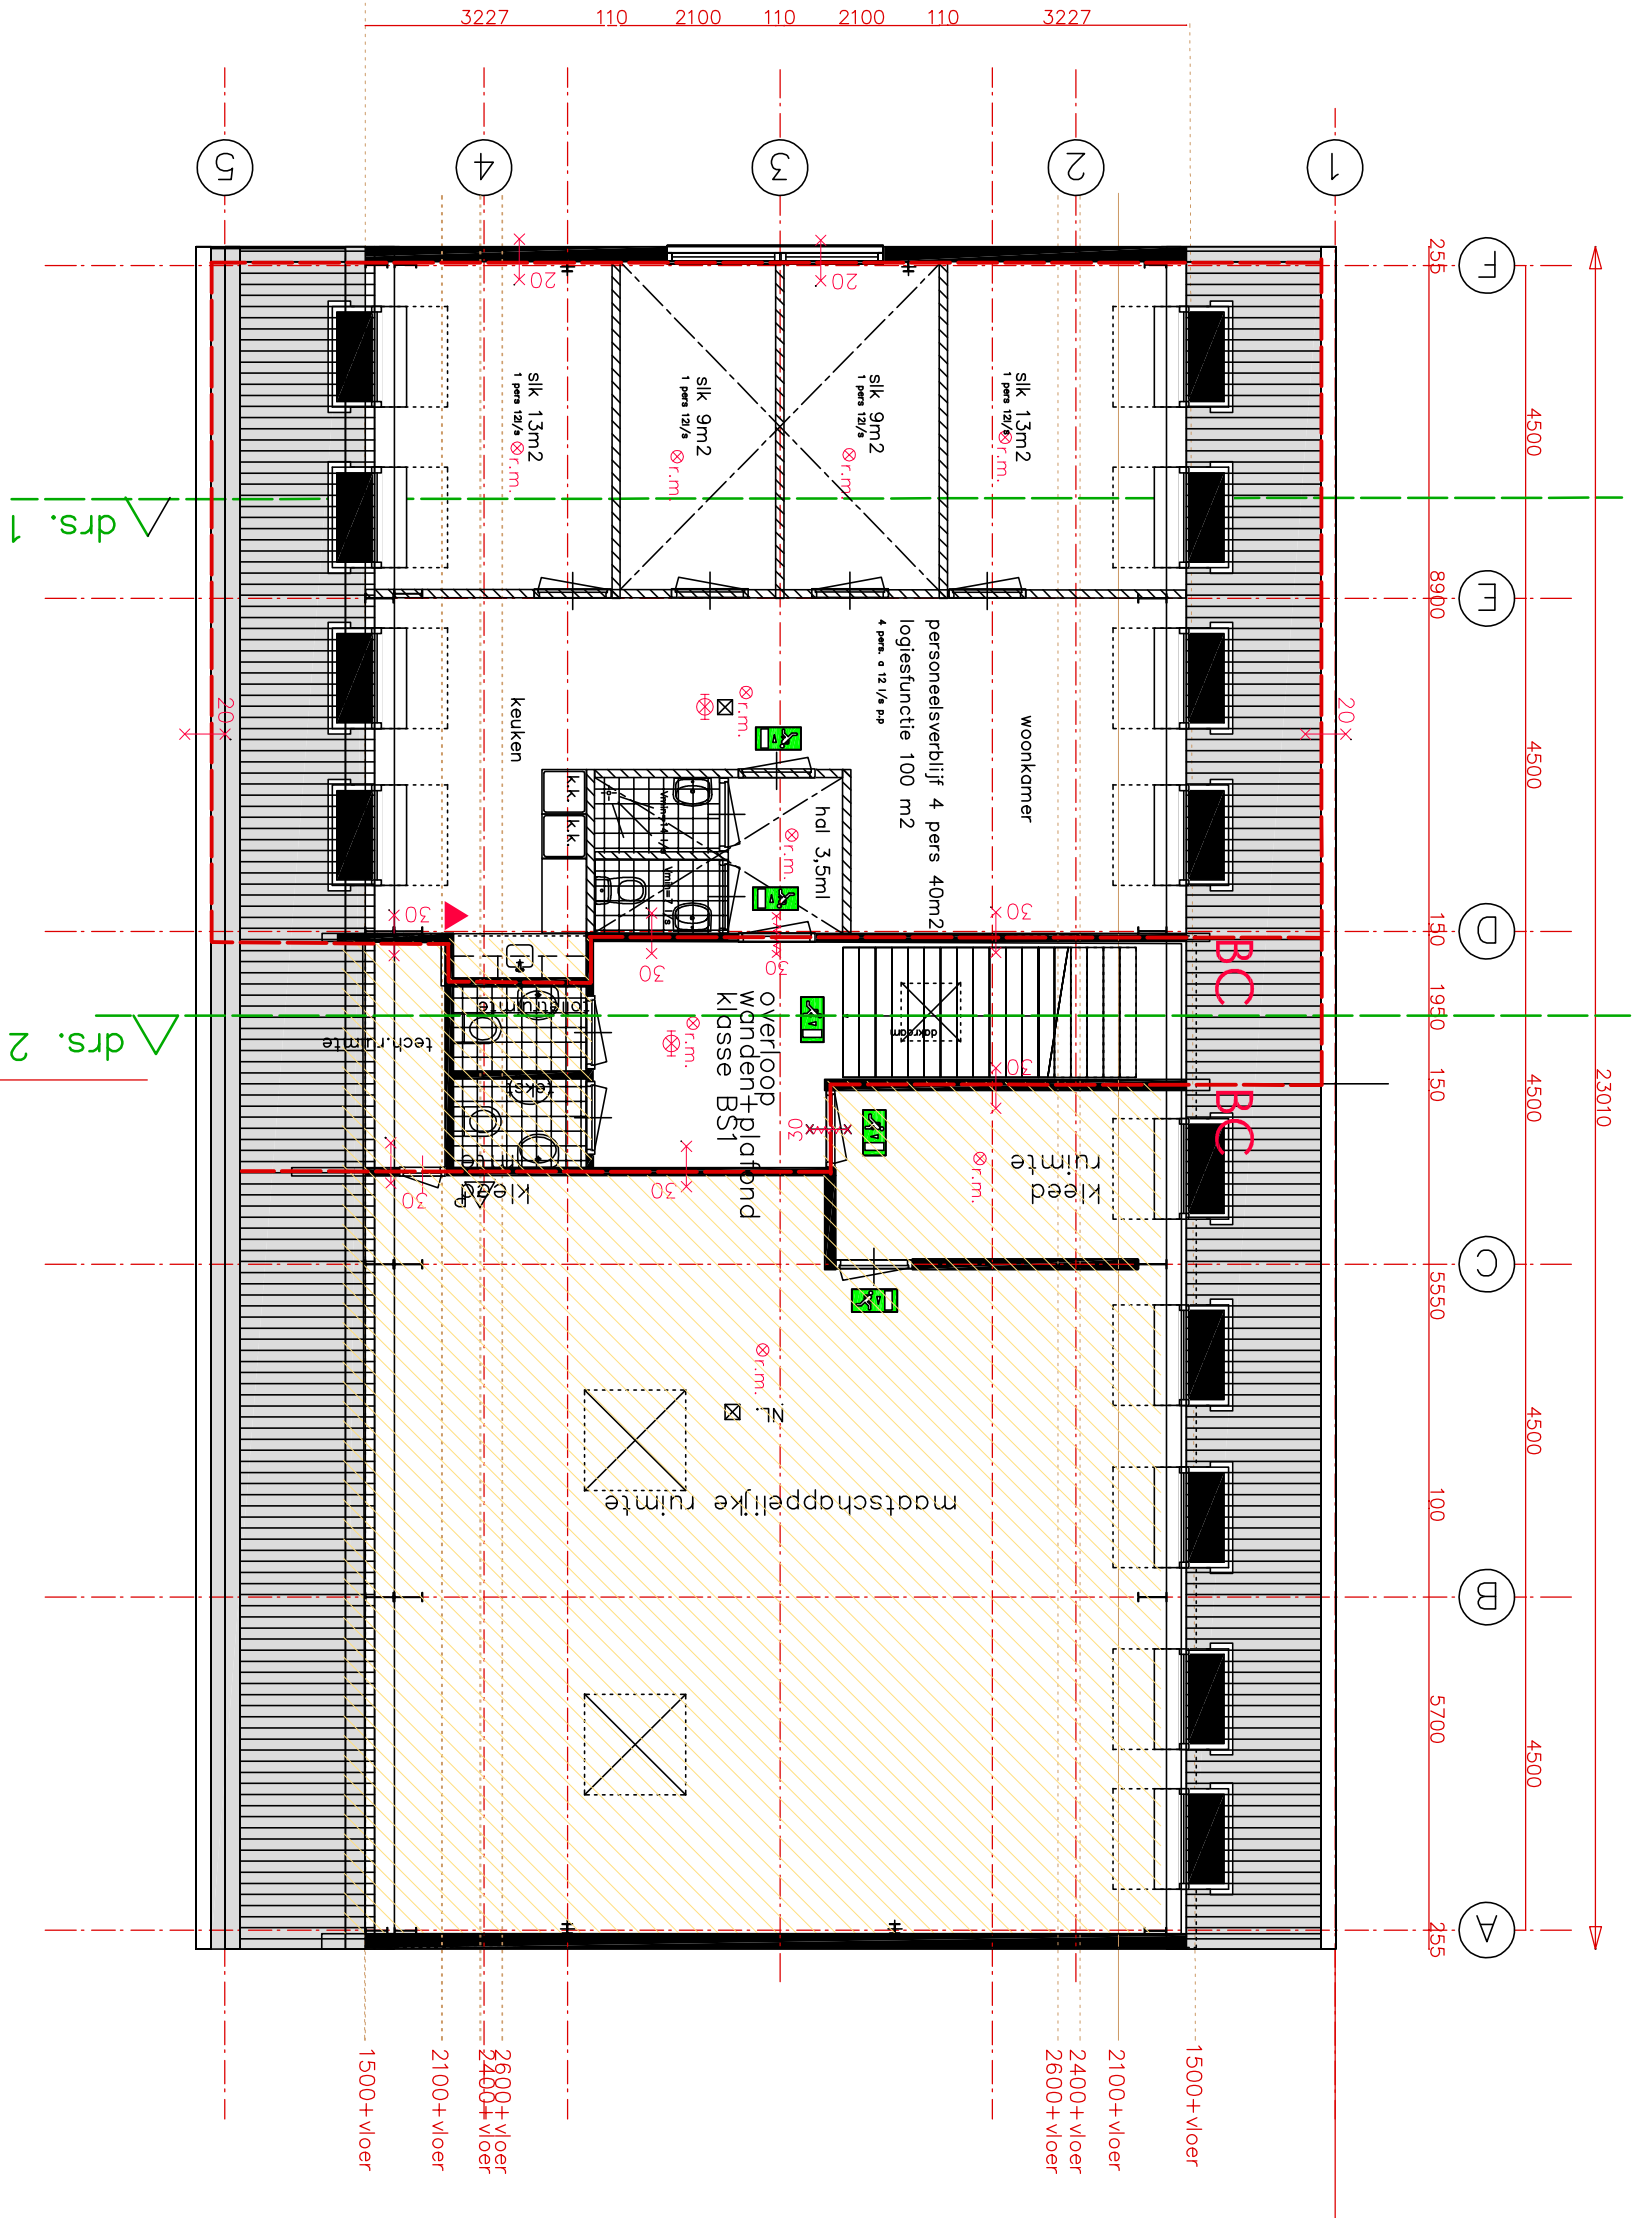 3227 110 2100 110 2100 110 3227
5 4 3 2 1
F
E
D
C
B
A
255
8900
150
1950
150
5550
100
5700
255
4500
4500
4500
4500
4500
23010
20
20
20
20
slk 13m2
1 pers 12l/s
r.m.
slk 9m2
1 pers 12l/s
r.m.
slk 9m2
1 pers 12l/s
r.m.
slk 13m2
1 pers 12l/s
r.m.
drs. 1
personeelsverblijf 4 pers 40m2
logiesfunctie 100 m2
4 pers. a 12 l/s p.p
woonkamer
keuken
r.m.
k.k.
k.k.
hal 3,5ml
r.m.
30
30
30
30
BC
BC
overloop
wanden+plafond
klasse BS1
r.m.
dakraam
toiletruimte
tech.ruimte
drs. 2
30
30
30
30
kleed
kleed
ruimte
r.m.
r.m.
NL.
maatschappelijke ruimte
1500+vloer
2100+vloer
2400+vloer
2600+vloer
2600+vloer
2400+vloer
2100+vloer
1500+vloer